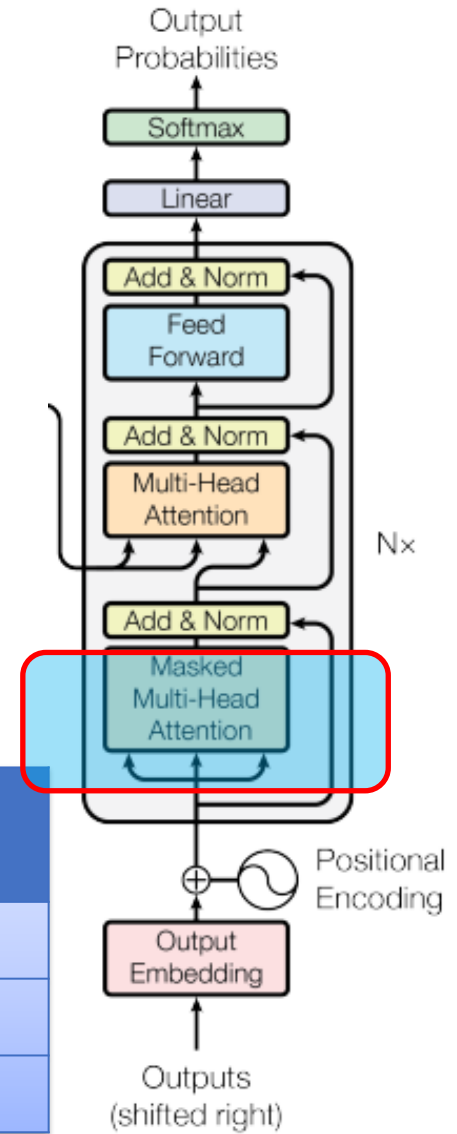 Output
Probabilities
Softmax
Linear
Add & Norm
Feed
Forward
Add & Norm
Multi-Head
Attention
N×
Add & Norm
Masked
Multi-Head
Attention
Positional
Encoding
Output
Embedding
Outputs
(shifted right)